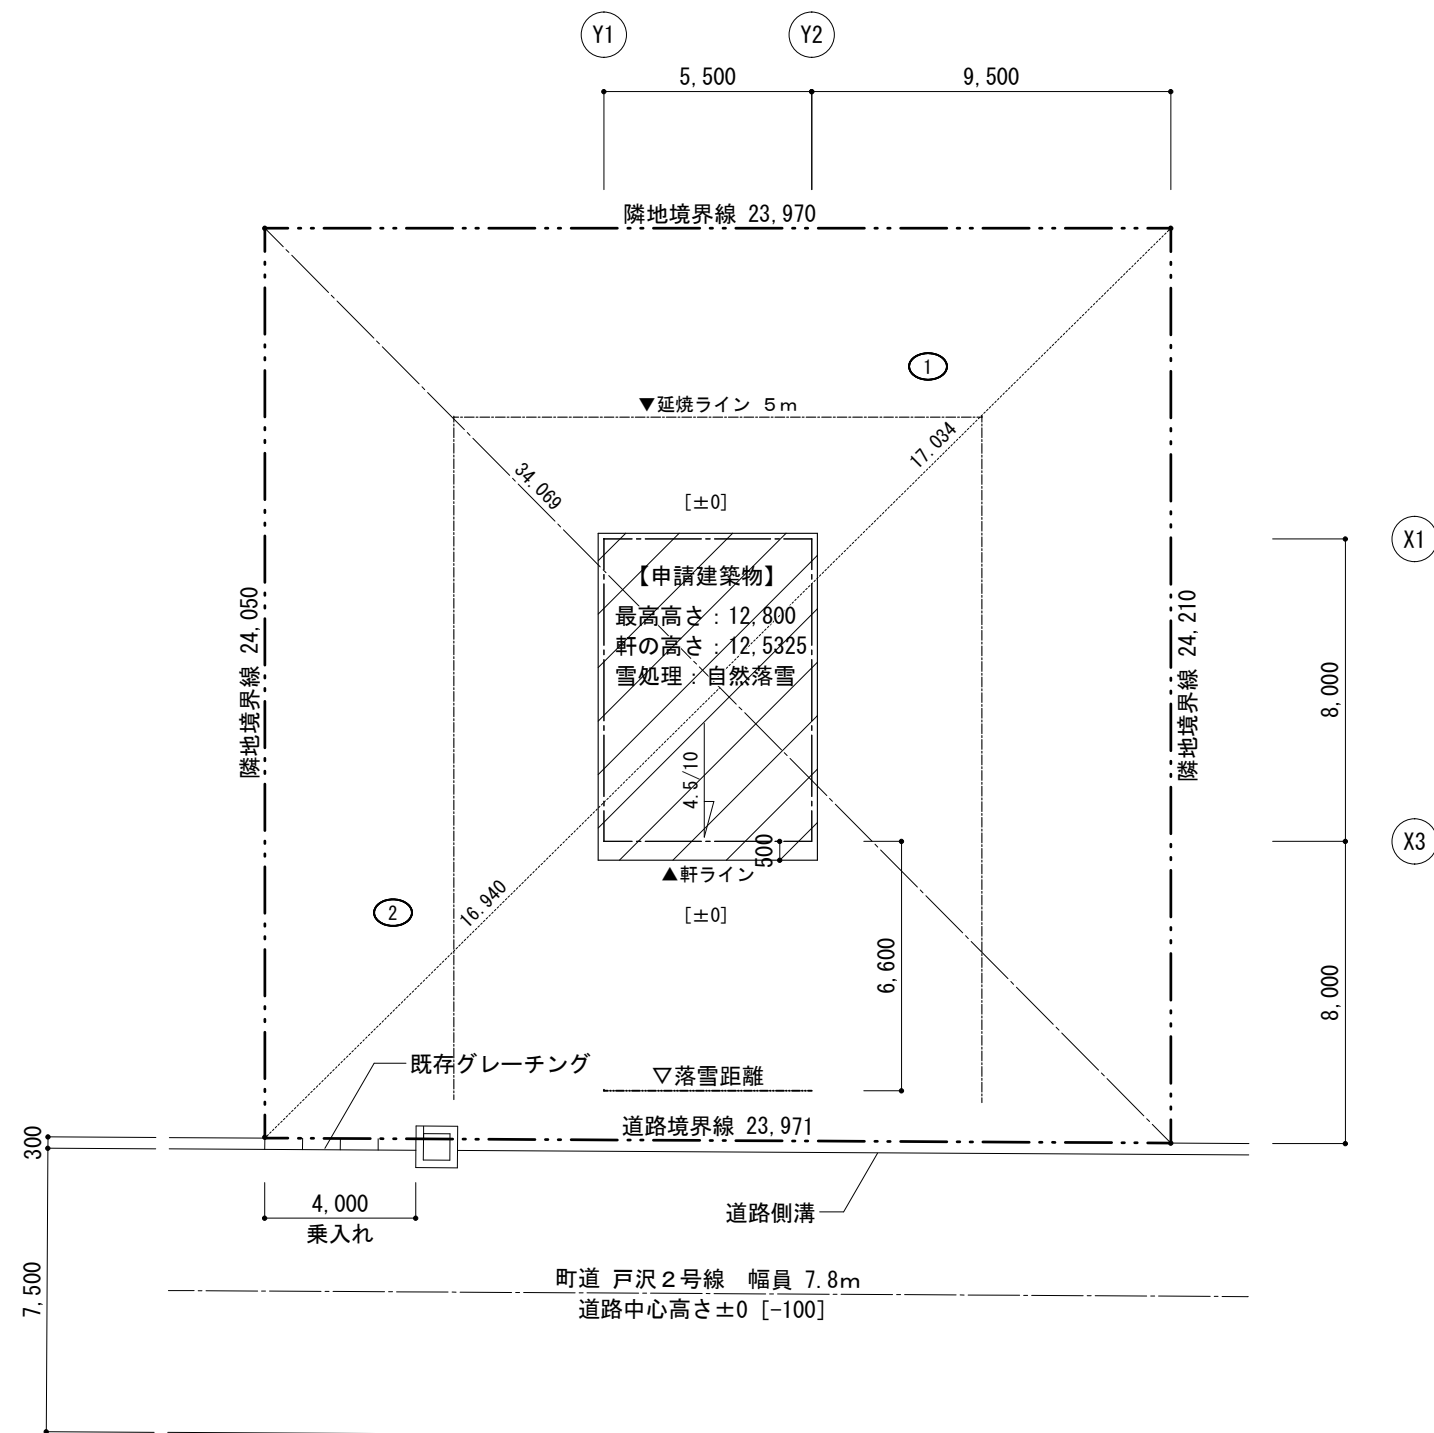 Y1
Y2
5,500
9,500
隣地境界線 23,970
1
▼延焼ライン 5m
17.034
34.069
[±0]
X1
【申請建築物】
最高高さ:12,800
軒の高さ:12,5325
雪処理:自然落雪
隣地境界線 24,050
隣地境界線 24,210
8,000
4.5/10
500
X3
▲軒ライン
16.940
2
[±0]
6,600
8,000
既存グレーチング
▽落雪距離
道路境界線 23,971
300
4,000
乗入れ
道路側溝
7,500
町道 戸沢2号線 幅員 7.8m
道路中心高さ±0 [-100]